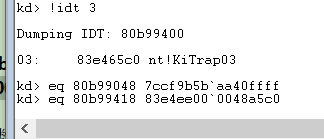 kd> !idt 3
Dumping IDT: 80b99400
03: 83e465c0 nt!KiTrap03
kd> eq 80b99048 7ccf9b5b`aa40ffff
kd> eq 80b99418 83e4ee00`0048a5c0